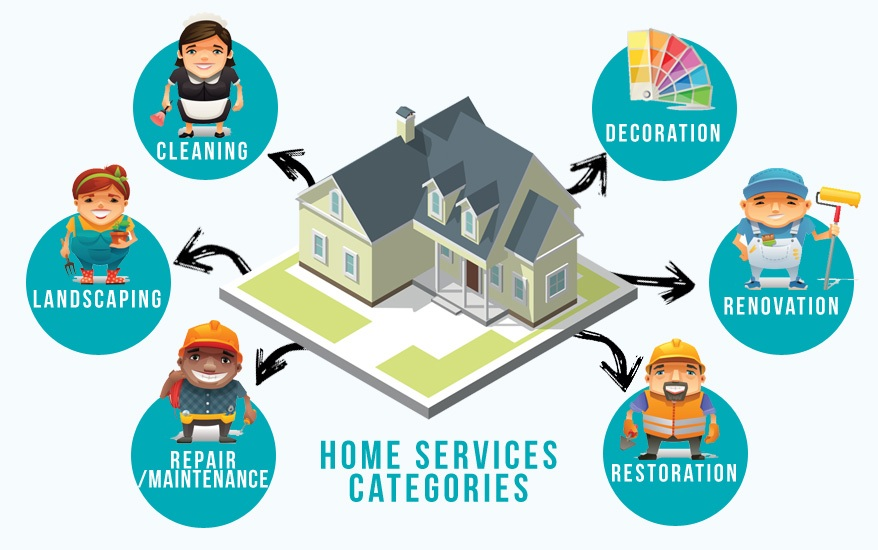 CLEANING
DECORATION
LANDSCAPING
RENOVATION
REPAIR
/MAINTENANCE
RESTORATION
HOME SERVICES
CATEGORIES